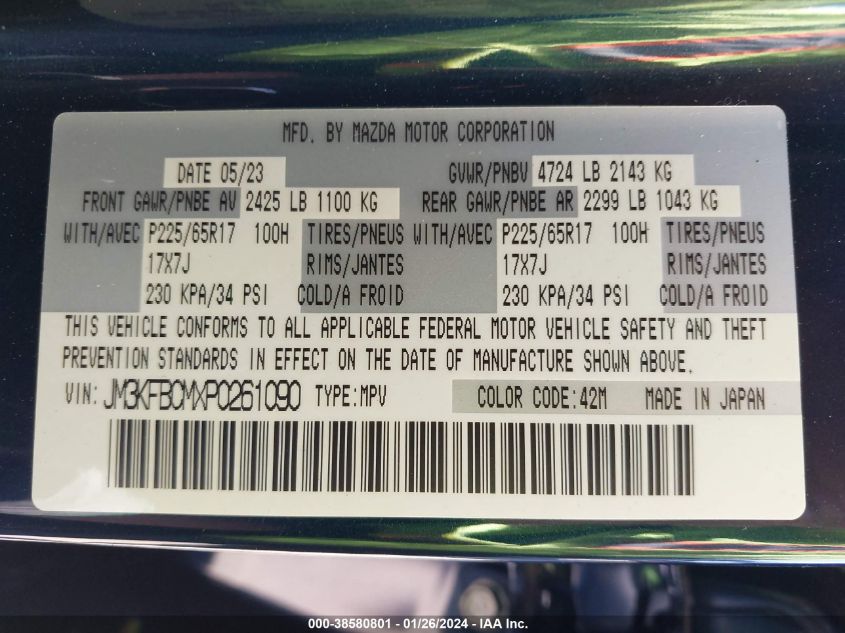 MFD. BY MAZDA MOTOR CORPORATION
DATE 05/23 GVWR/PNBV 4724 LB 2143 KG
FRONT GAWR/PNBE AV 2425 LB 1100 KG REAR GAWR/PNBE AR 2299 LB 1043 KG
WITH/AVEC P225/65R17 100H TIRES/PNEUS WITH/AVEC P225/65R17 100H TIRES/PNEUS
17X7J RIMS/JANTES 17X7J RIMS/JANTES
230 KPA/34 PSI COLD/A FROID 230 KPA/34 PSI COLD/A FROID
THIS VEHICLE CONFORMS TO ALL APPLICABLE FEDERAL MOTOR VEHICLE SAFETY AND THEFT
PREVENTION STANDARDS IN EFFECT ON THE DATE OF MANUFACTURE SHOWN ABOVE.
VIN: JM3KFBCMXP0261090 TYPE:MPV COLOR CODE:42M MADE IN JAPAN
000-38580801 - 01/26/2024 - IAA Inc.